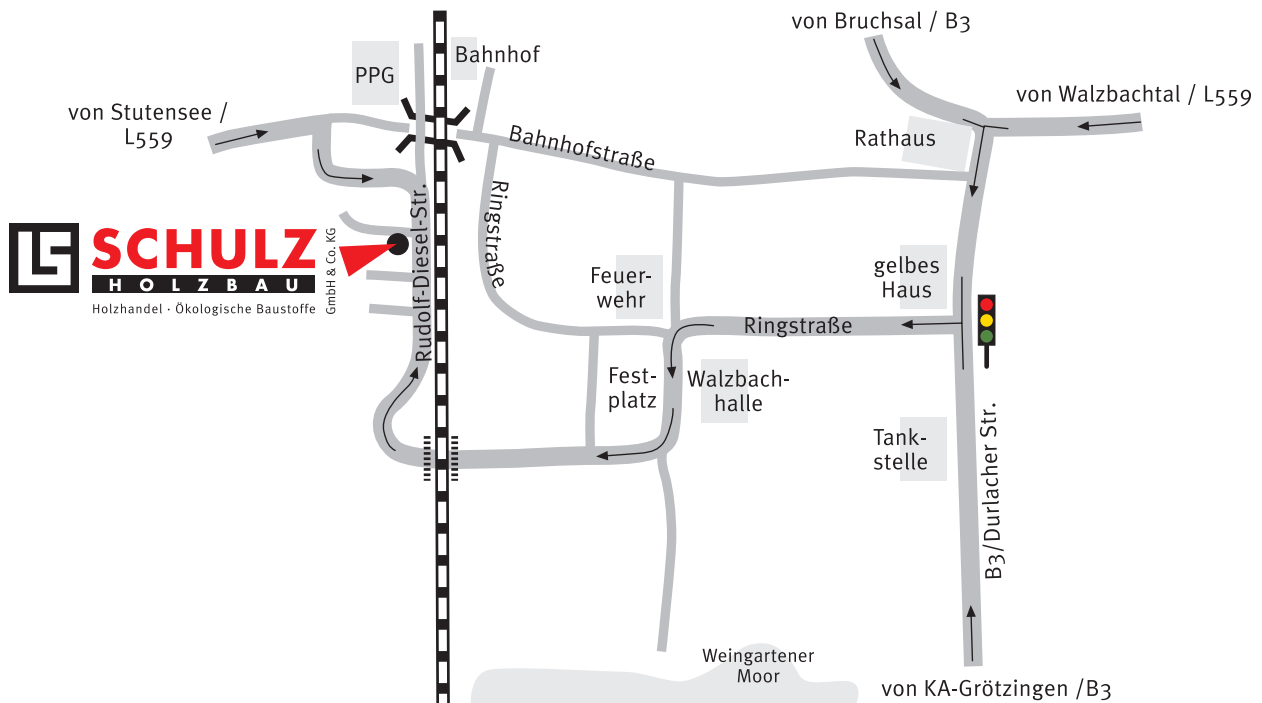 von Bruchsal / B3
Bahnhof
PPG
von Stutensee /
L559
von Walzbachtal / L559
Rathaus
Bahnhofstraße
Ringstraße
Rudolf-Diesel-Str.
LS
SCHULZ
HOLZBAU
GmbH & Co. KG
Holzhandel · Ökologische Baustoffe
Feuer-
wehr
gelbes
Haus
Ringstraße
Fest-
platz
Walzbach-
halle
Tank-
stelle
B3/Durlacher Str.
Weingartener
Moor
von KA-Grötzingen /B3